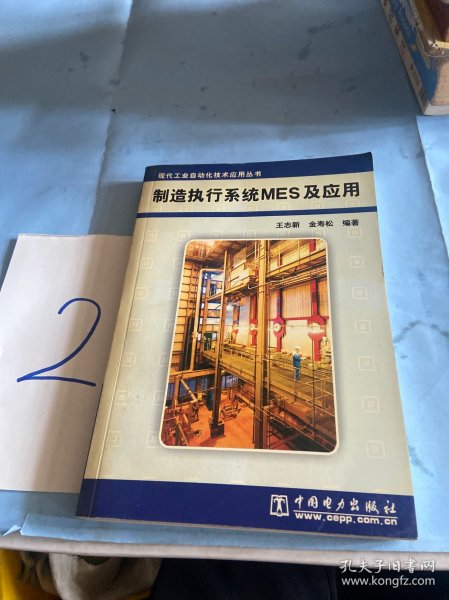 现代工业自动化技术应用丛书
制造执行系统MES及应用
王志新 金寿松 编著
2
中国电力出版社
www.cepp.com.cn
孔夫子旧书网
www.kongfz.com